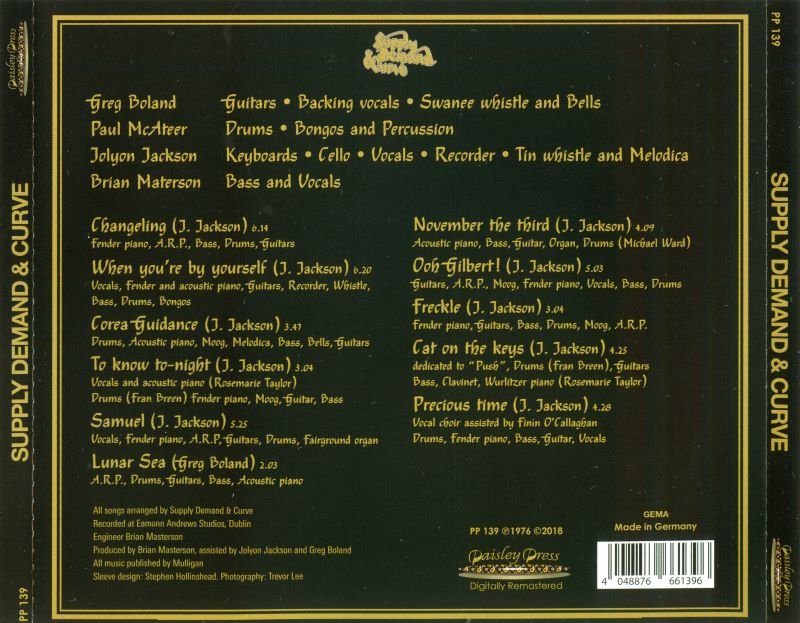 Supply
Demand
& Curve
Greg Boland Guitars • Backing vocals • Swanee whistle and Bells
Paul McAteer Drums • Bongos and Percussion
Jolyon Jackson Keyboards • Cello • Vocals • Recorder • Tin whistle and Melodica
Brian Materson Bass and Vocals
Changeling (J. Jackson) 6.14
Fender piano, A.R.P., Bass, Drums, Guitars
When you're by yourself (J. Jackson) 6.20
Vocals, Fender and acoustic piano, Guitars, Recorder, Whistle,
Bass, Drums, Bongos
Corea Guidance (J. Jackson) 3.47
Drums, Acoustic piano, Moog, Melodica, Bass, Bells, Guitars
To know to-night (J. Jackson) 3.04
Vocals and acoustic piano (Rosemarie Taylor)
Drums (Fran Breen) Fender piano, Moog, Guitar, Bass
Samuel (J. Jackson) 5.25
Vocals, Fender piano, A.R.P, Guitars, Drums, Fairground organ
Lunar Sea (Greg Boland) 2.03
A.R.P., Drums, Guitars, Bass, Acoustic piano
November the third (J. Jackson) 4.09
Acoustic piano, Bass, Guitar, Organ, Drums (Michael Ward)
Ooh Gilbert! (J. Jackson) 5.03
Guitars, A.R.P., Moog, Fender piano, Vocals, Bass, Drums
Freckle (J. Jackson) 3.04
Fender piano, Guitars, Bass, Drums, Moog, A.R.P.
Cat on the keys (J. Jackson) 4.25
dedicated to "Push", Drums (Fran Breen), Guitars
Bass, Clavinet, Wurlitzer piano (Rosemarie Taylor)
Precious time (J. Jackson) 4.28
Vocal choir assisted by Finin O'Callaghan
Drums, Fender piano, Bass, Guitar, Vocals
All songs arranged by Supply Demand & Curve
Recorded at Eamonn Andrews Studios, Dublin
Engineer Brian Masterson
Produced by Brian Masterson, assisted by Jolyon Jackson and Greg Boland
All music published by Mulligan
Sleeve design: Stephen Hollinshead. Photography: Trevor Lee
PP 139 ℗1976 ©2018
Paisley Press
Digitally Remastered
GEMA
Made in Germany
4 048876 661396
Paisley Press
SUPPLY DEMAND & CURVE
PP 139
PP 139
SUPPLY DEMAND & CURVE
Paisley Press